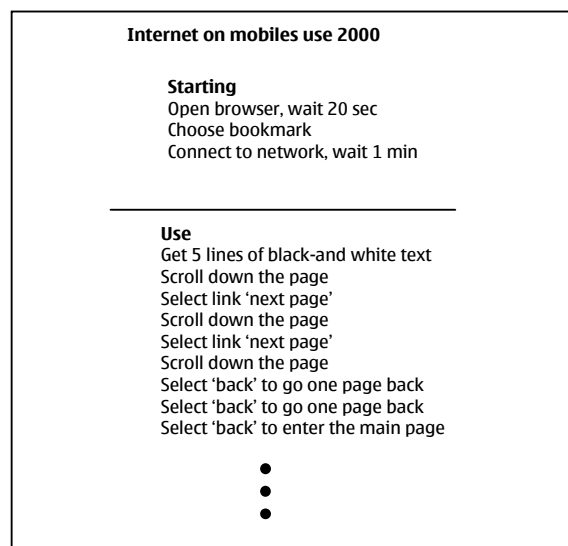 Internet on mobiles use 2000
Starting
Open browser, wait 20 sec
Choose bookmark
Connect to network, wait 1 min
Use
Get 5 lines of black-and white text
Scroll down the page
Select link ‘next page’
Scroll down the page
Select link ‘next page’
Scroll down the page
Select ‘back’ to go one page back
Select ‘back’ to go one page back
Select ‘back’ to enter the main page